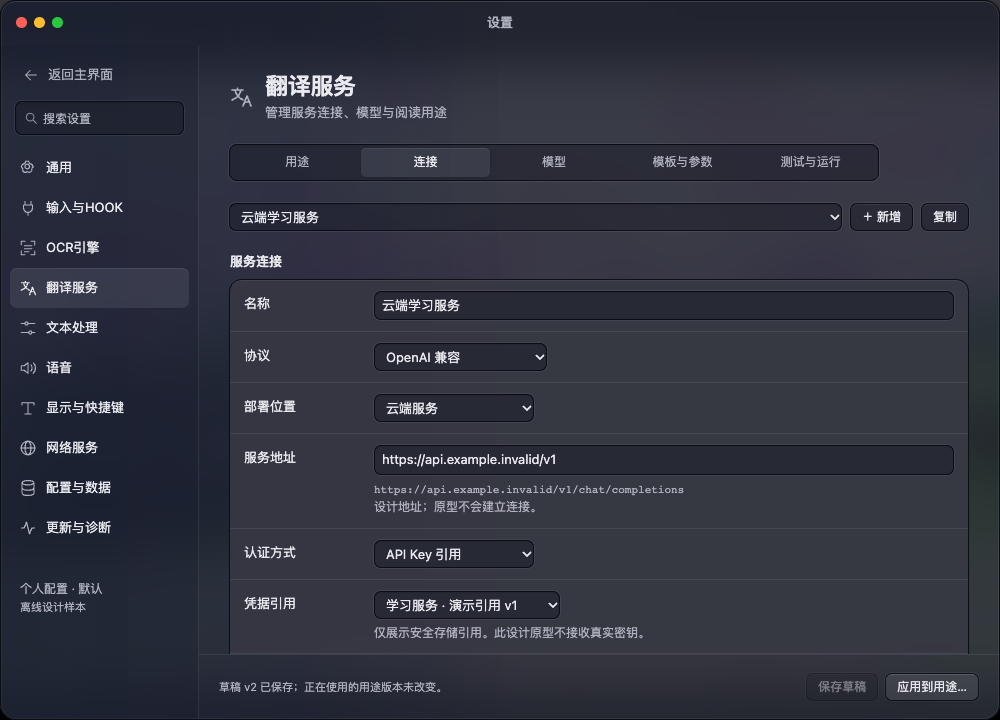 设置
返回主界面
搜索设置
通用
输入与HOOK
OCR引擎
翻译服务
文本处理
语音
显示与快捷键
网络服务
配置与数据
更新与诊断
个人配置 · 默认
离线设计样本
翻译服务
管理服务连接、模型与阅读用途
用途 连接 模型 模板与参数 测试与运行
云端学习服务 + 新增 复制
服务连接
名称 云端学习服务
协议 OpenAI 兼容
部署位置 云端服务
服务地址 https://api.example.invalid/v1
https://api.example.invalid/v1/chat/completions
设计地址；原型不会建立连接。
认证方式 API Key 引用
凭据引用 学习服务 · 演示引用 v1
仅展示安全存储引用。此设计原型不接收真实密钥。
草稿 v2 已保存；正在使用的用途版本未改变。 保存草稿 应用到用途...